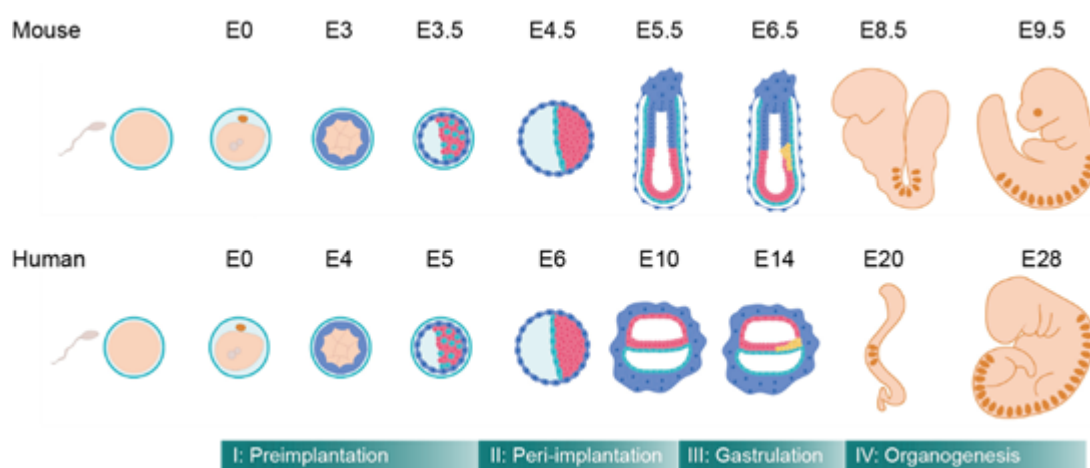 Mouse E0 E3 E3.5 E4.5 E5.5 E6.5 E8.5 E9.5
Human E0 E4 E5 E6 E10 E14 E20 E28
I: Preimplantation II: Peri-implantation III: Gastrulation IV: Organogenesis